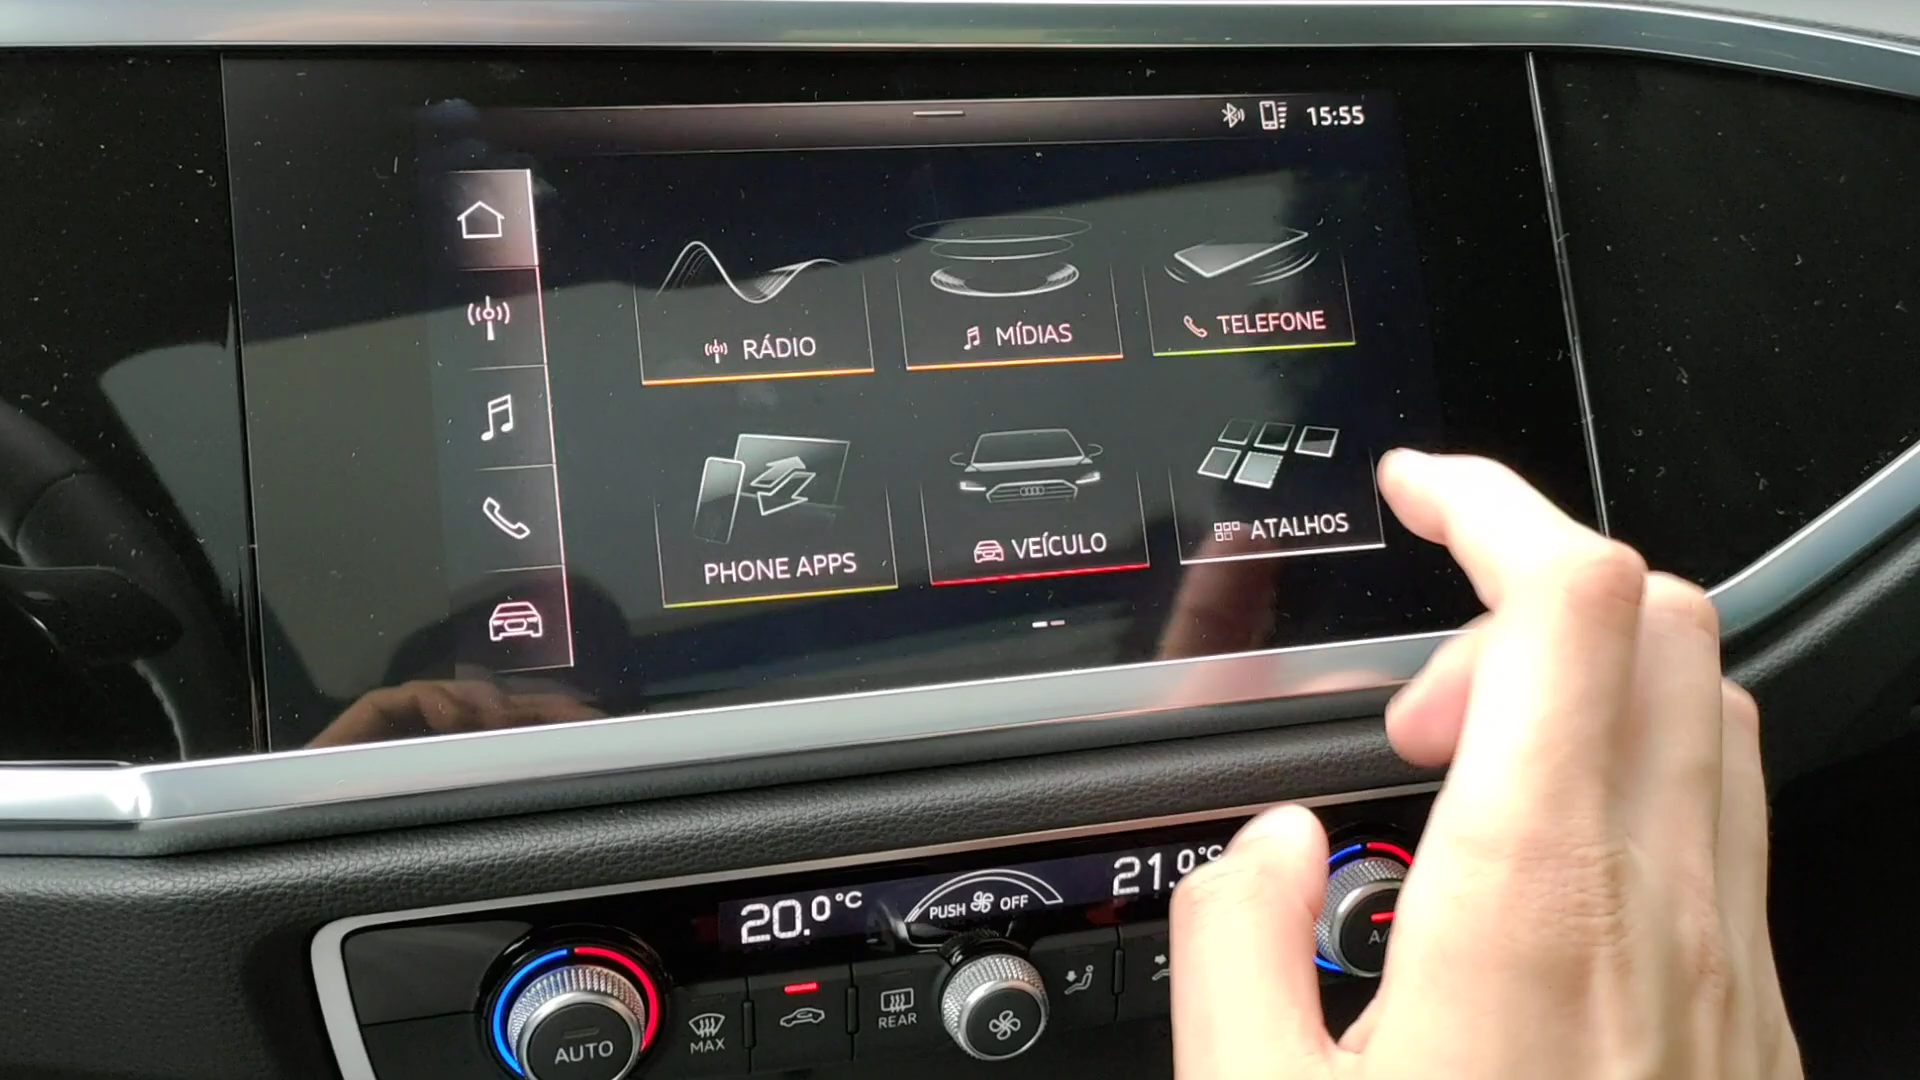 15:55
RÁDIO
MÍDIAS
TELEFONE
PHONE APPS
VEÍCULO
ATALHOS
20.0°C
PUSH OFF
21.0°C
AUTO
MAX
REAR